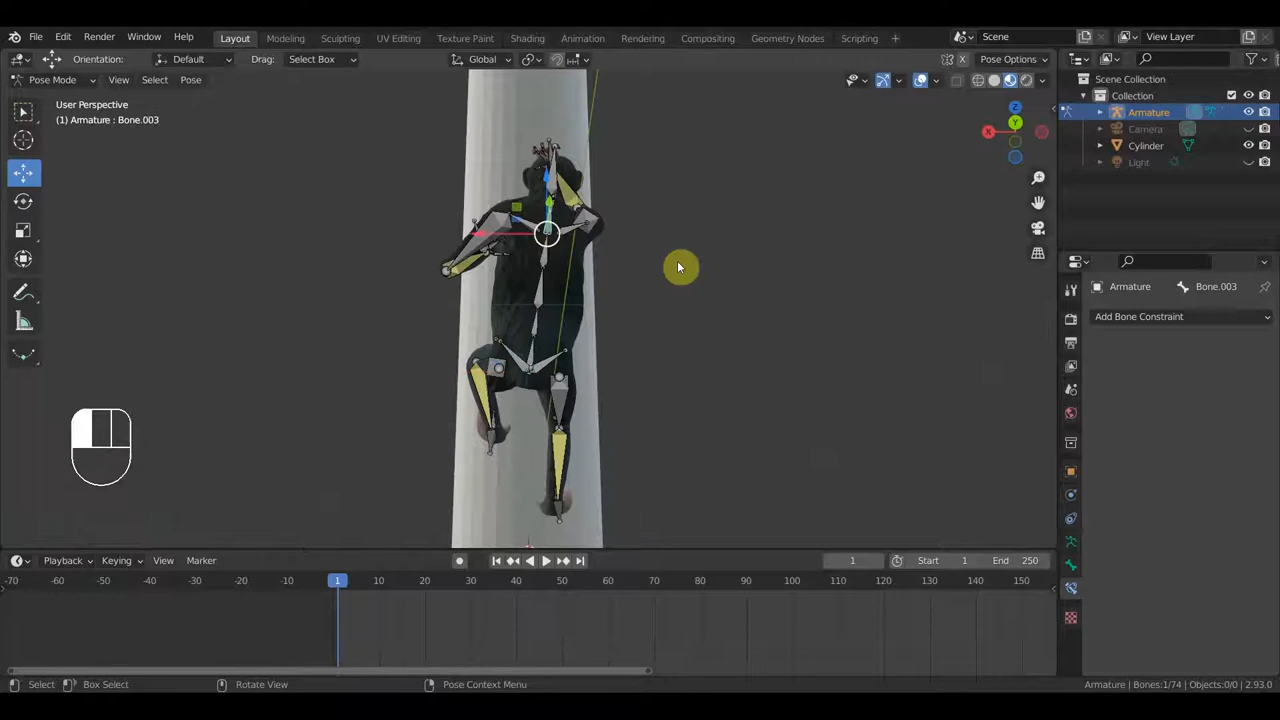 File Edit Render Window Help Layout Modeling Sculpting UV Editing Texture Paint Shading Animation Rendering Compositing Geometry Nodes Scripting + Scene View Layer
Orientation: Default Drag: Select Box Global Pose Options
Pose Mode View Select Pose
User Perspective
(1) Armature : Bone.003
X
Y
Z
Scene Collection
Collection
Armature
Camera
Cylinder
Light
Armature Bone.003
Add Bone Constraint
Playback Keying View Marker 1 Start 1 End 250
-70 -60 -50 -40 -30 -20 -10 1 10 20 30 40 50 60 70 80 90 100 110 120 130 140 150
Select Box Select Rotate View Pose Context Menu Armature | Bones:1/74 | Objects:0/0 | 2.93.0